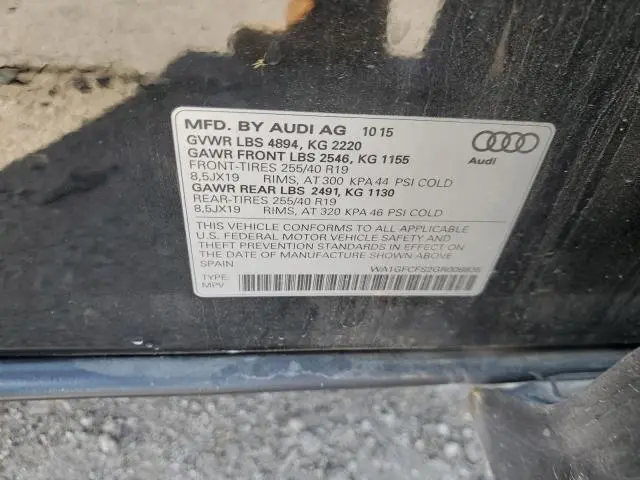 MFD. BY AUDI AG 10 15
GVWR LBS 4894, KG 2220
GAWR FRONT LBS 2546, KG 1155
FRONT-TIRES 255/40 R19
8,5JX19 RIMS, AT 300 KPA 44 PSI COLD
GAWR REAR LBS 2491, KG 1130
REAR-TIRES 255/40 R19
8,5JX19 RIMS, AT 320 KPA 46 PSI COLD
Audi
THIS VEHICLE CONFORMS TO ALL APPLICABLE
U.S. FEDERAL MOTOR VEHICLE SAFETY AND
THEFT PREVENTION STANDARDS IN EFFECT ON
THE DATE OF MANUFACTURE SHOWN ABOVE
SPAIN
TYPE:
MPV